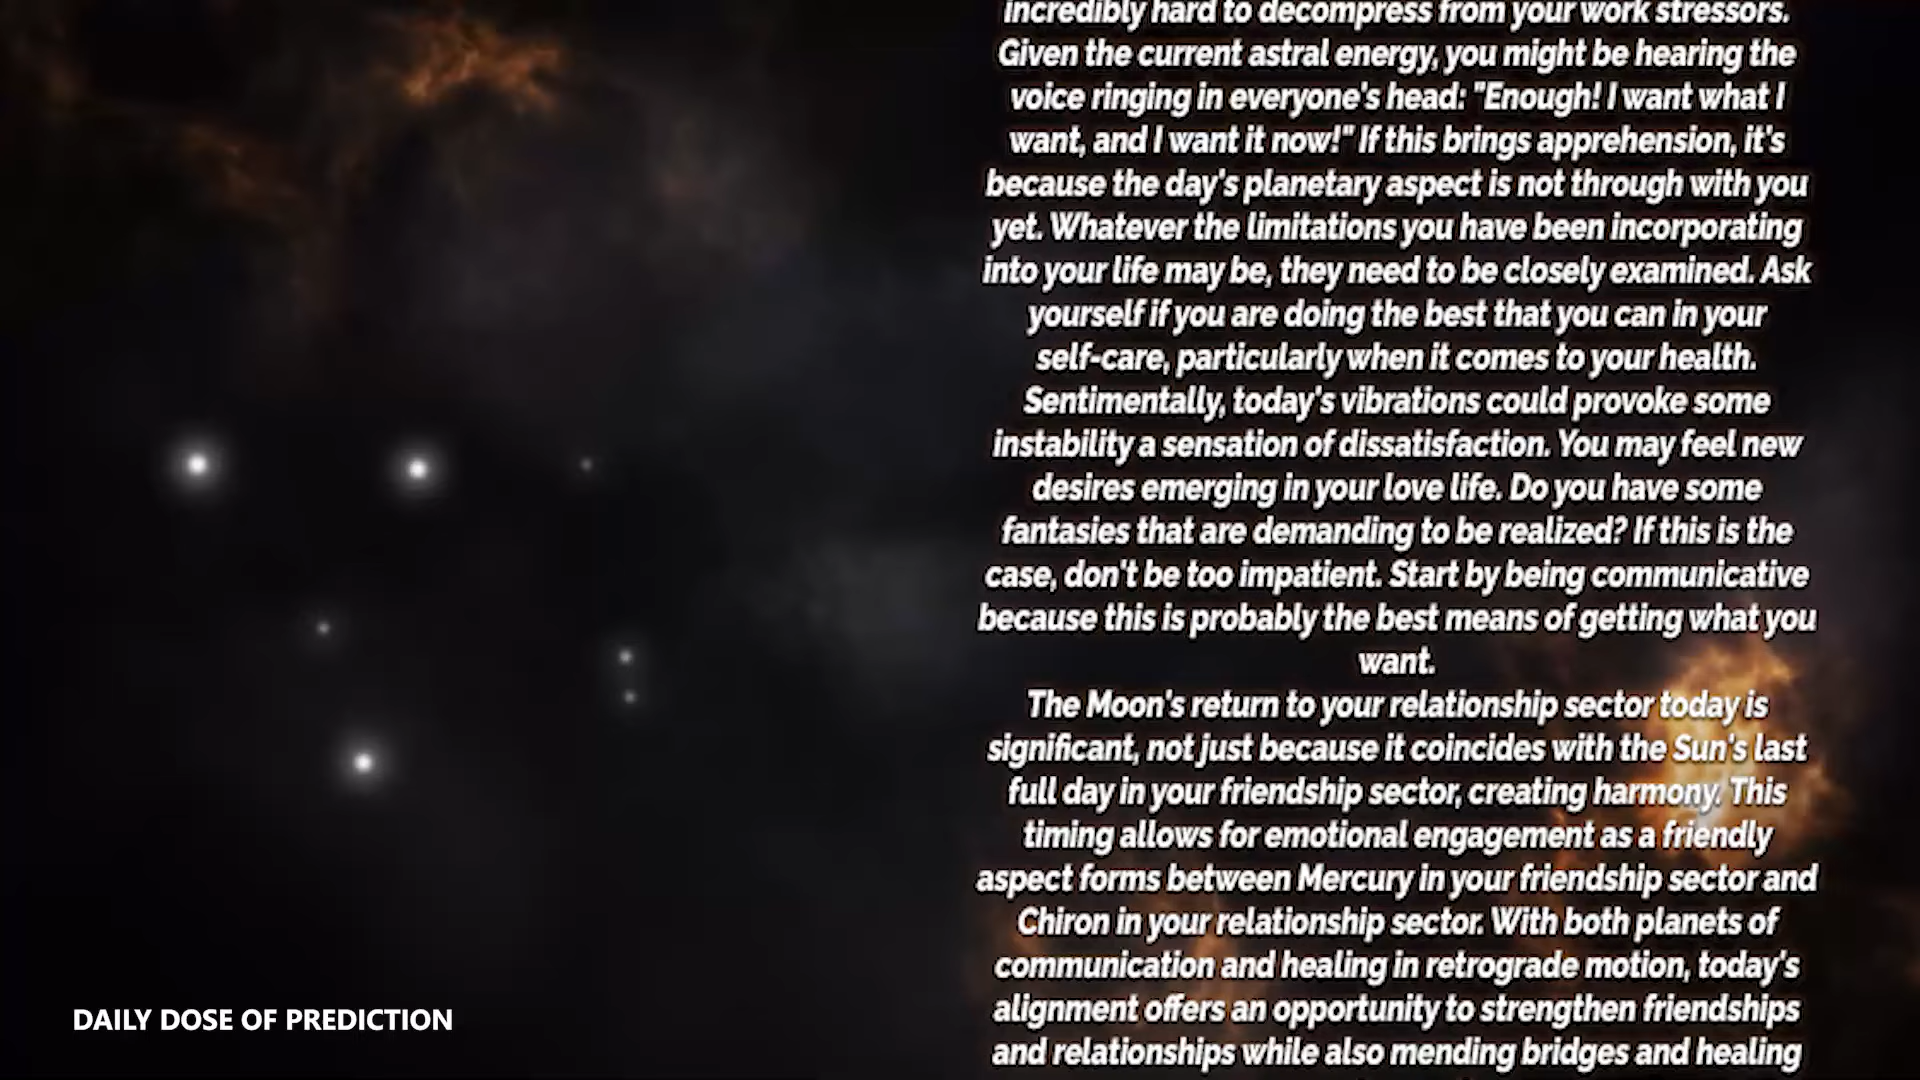 incredibly hard to decompress from your work stressors.
Given the current astral energy, you might be hearing the
voice ringing in everyone's head: "Enough! I want what I
want, and I want it now!" If this brings apprehension, it's
because the day's planetary aspect is not through with you
yet. Whatever the limitations you have been incorporating
into your life may be, they need to be closely examined. Ask
yourself if you are doing the best that you can in your
self-care, particularly when it comes to your health.
Sentimentally, today's vibrations could provoke some
instability a sensation of dissatisfaction. You may feel new
desires emerging in your love life. Do you have some
fantasies that are demanding to be realized? If this is the
case, don't be too impatient. Start by being communicative
because this is probably the best means of getting what you
want.
The Moon's return to your relationship sector today is
significant, not just because it coincides with the Sun's last
full day in your friendship sector, creating harmony. This
timing allows for emotional engagement as a friendly
aspect forms between Mercury in your friendship sector and
Chiron in your relationship sector. With both planets of
communication and healing in retrograde motion, today's
alignment offers an opportunity to strengthen friendships
and relationships while also mending bridges and healing
DAILY DOSE OF PREDICTION